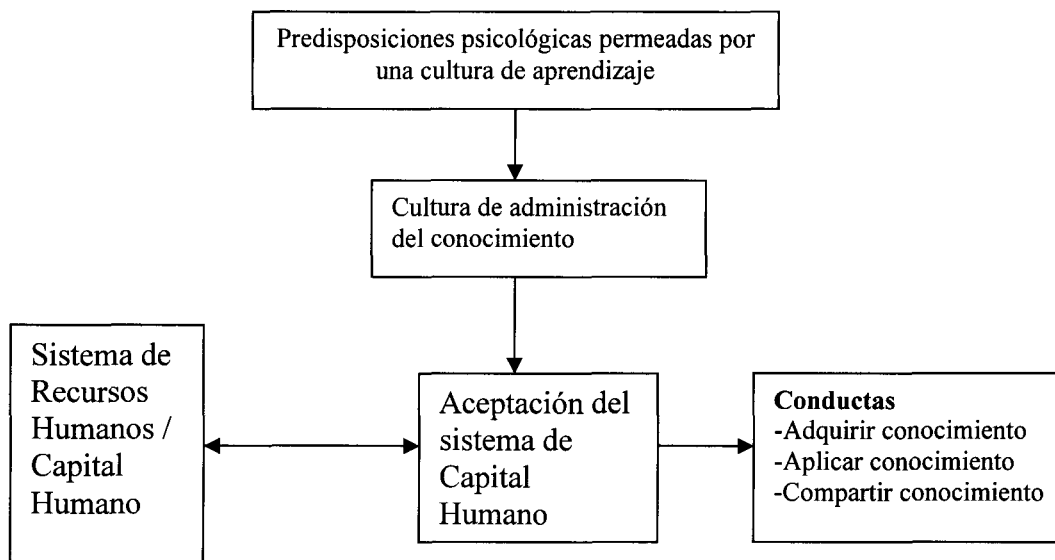 Predisposiciones psicológicas permeadas por
una cultura de aprendizaje
Cultura de administración
del conocimiento
Sistema de
Recursos
Humanos /
Capital
Humano
Aceptación del
sistema de
Capital
Humano
Conductas
-Adquirir conocimiento
-Aplicar conocimiento
-Compartir conocimiento